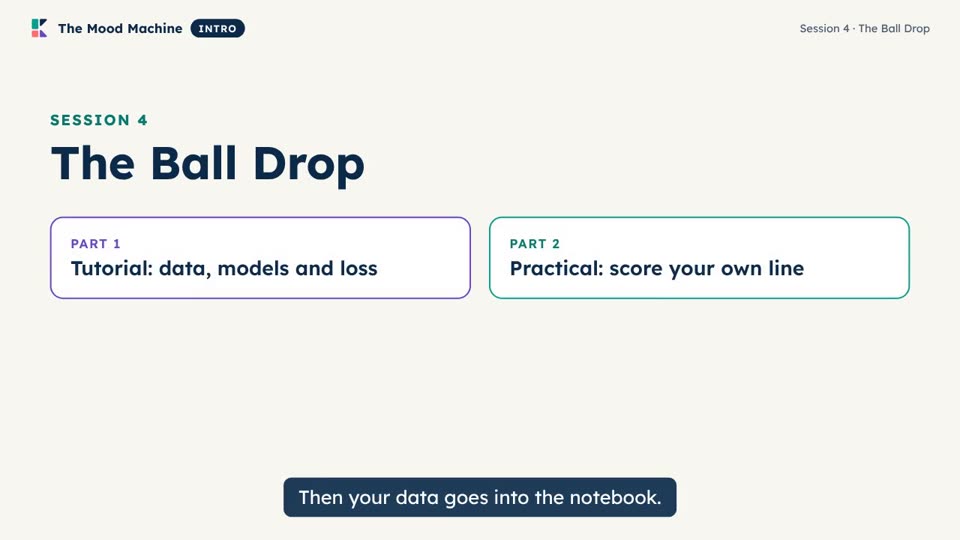 The Mood Machine INTRO
Session 4 · The Ball Drop
SESSION 4
The Ball Drop
PART 1
Tutorial: data, models and loss
PART 2
Practical: score your own line
Then your data goes into the notebook.